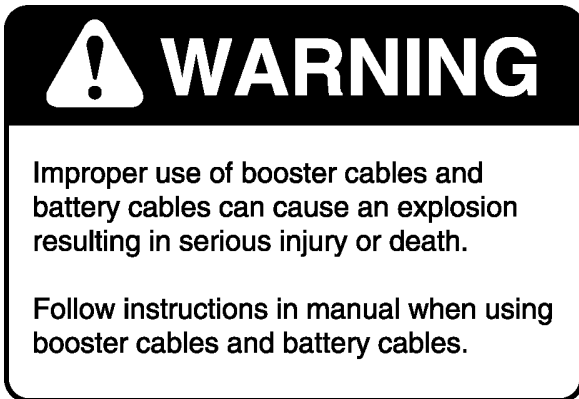 WARNING
Improper use of booster cables and
battery cables can cause an explosion
resulting in serious injury or death.
Follow instructions in manual when using
booster cables and battery cables.